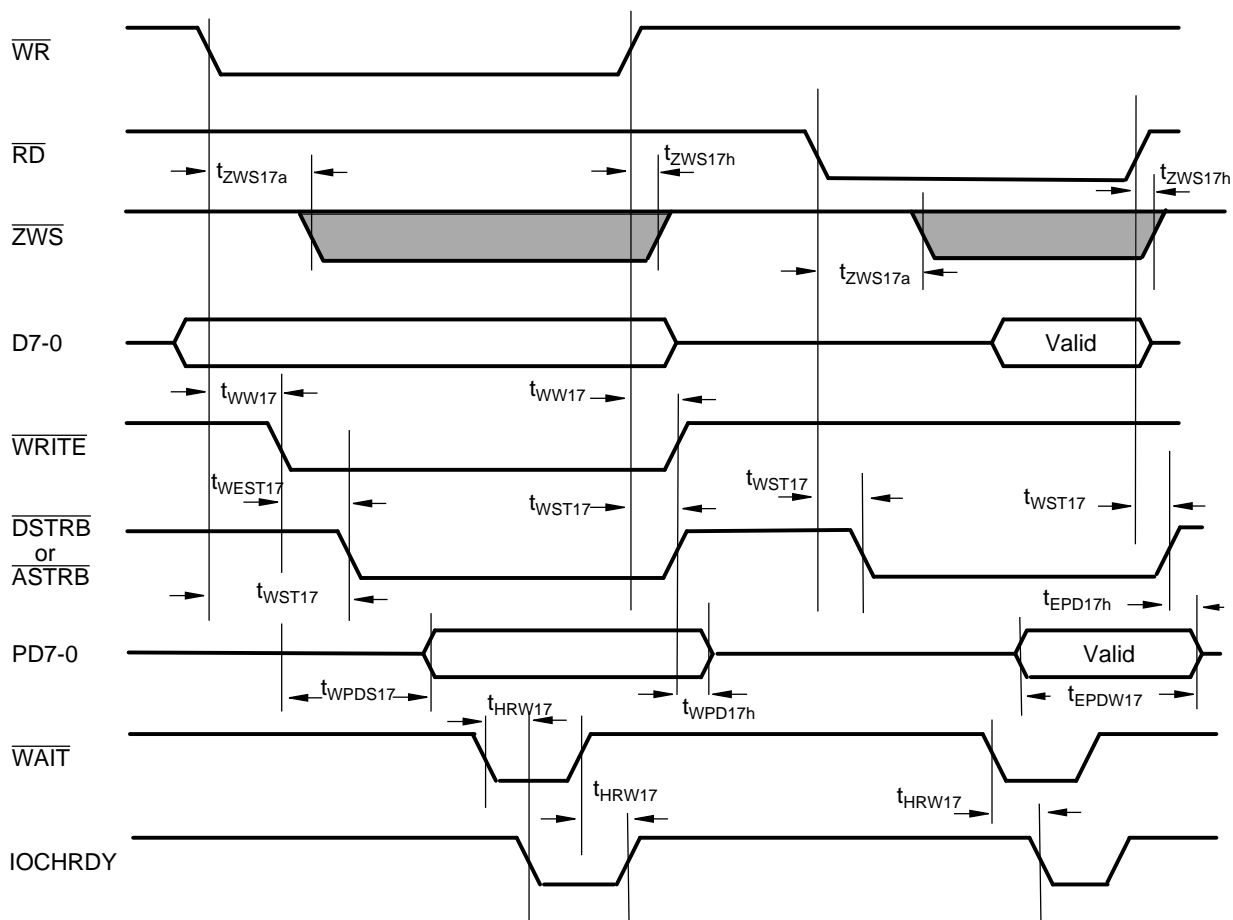 WR
RD
tZWS17a
tZWS17h
tZWS17h
ZWS
tZWS17a
D7-0
Valid
tWW17
tWW17
WRITE
tWEST17
tWST17
tWST17
tWST17
DSTRB
or
ASTRB
tWST17
tEPD17h
PD7-0
Valid
tWPDS17
tHRW17
tWPD17h
tEPDW17
WAIT
tHRW17
tHRW17
IOCHRDY